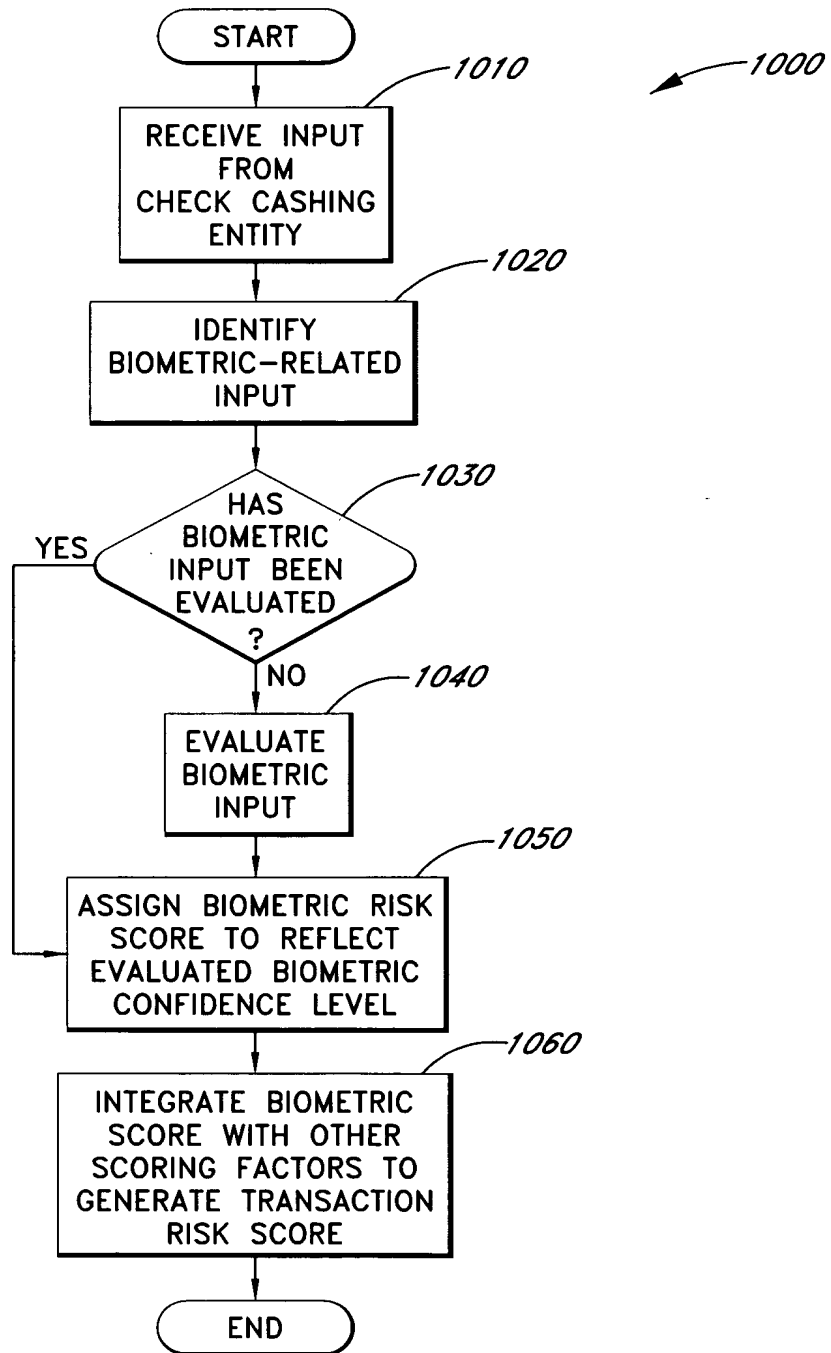 START
1010
1000
RECEIVE INPUT
FROM
CHECK CASHING
ENTITY
1020
IDENTIFY
BIOMETRIC-RELATED
INPUT
1030
HAS
BIOMETRIC
INPUT BEEN
EVALUATED
?
YES
NO
1040
EVALUATE
BIOMETRIC
INPUT
1050
ASSIGN BIOMETRIC RISK
SCORE TO REFLECT
EVALUATED BIOMETRIC
CONFIDENCE LEVEL
1060
INTEGRATE BIOMETRIC
SCORE WITH OTHER
SCORING FACTORS TO
GENERATE TRANSACTION
RISK SCORE
END